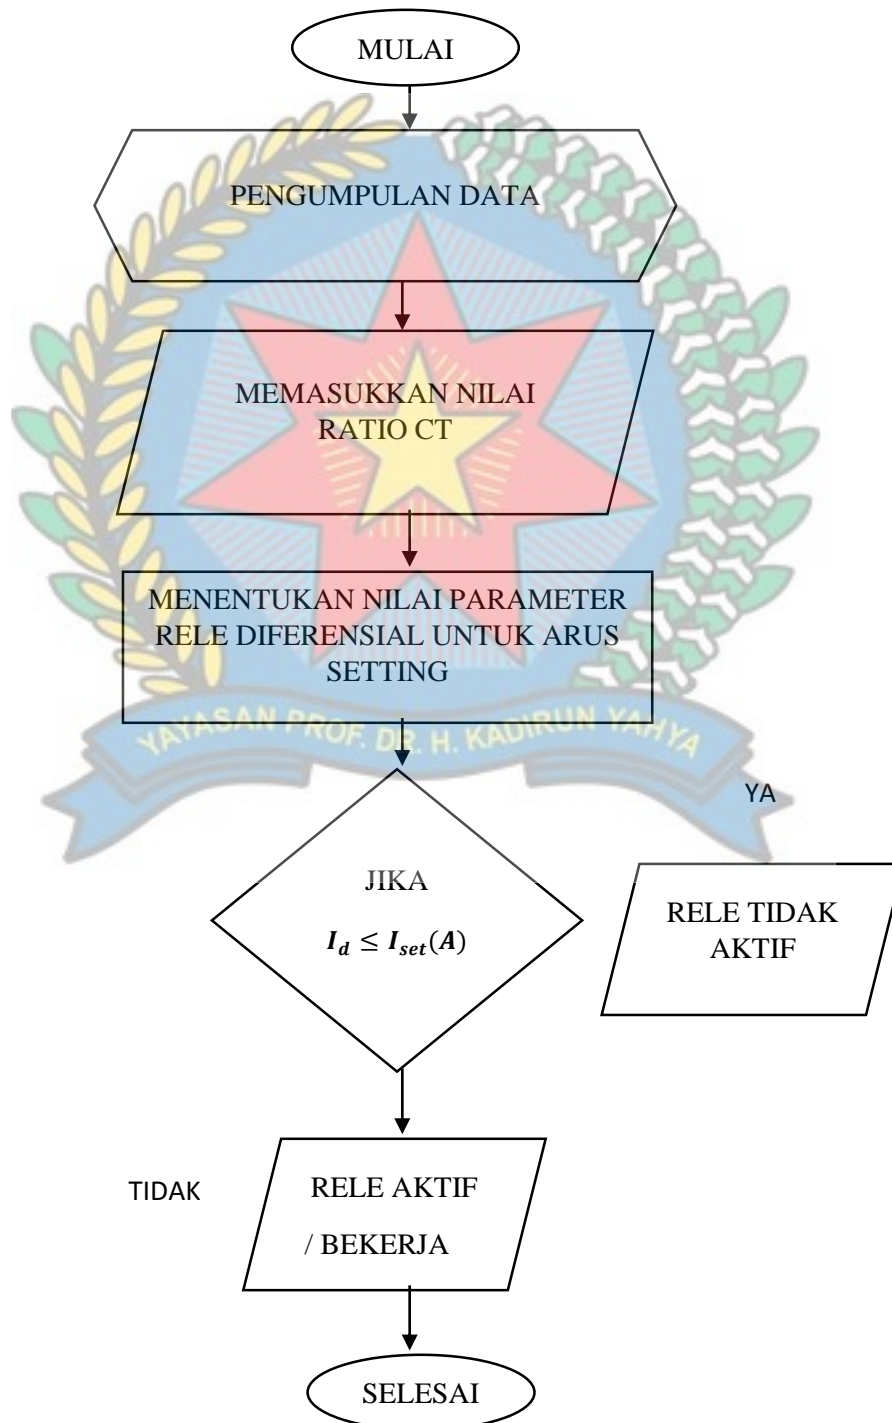 MULAI
PENGUMPULAN DATA
MEMASUKKAN NILAI
RATIO CT
MENENTUKAN NILAI PARAMETER
RELE DIFERENSIAL UNTUK ARUS
SETTING
YAYASAN PROF. DR. H. KADIRUN YAHYA
YA
JIKA
I_d ≤ I_set(A)
RELE TIDAK
AKTIF
TIDAK
RELE AKTIF
/ BEKERJA
SELESAI